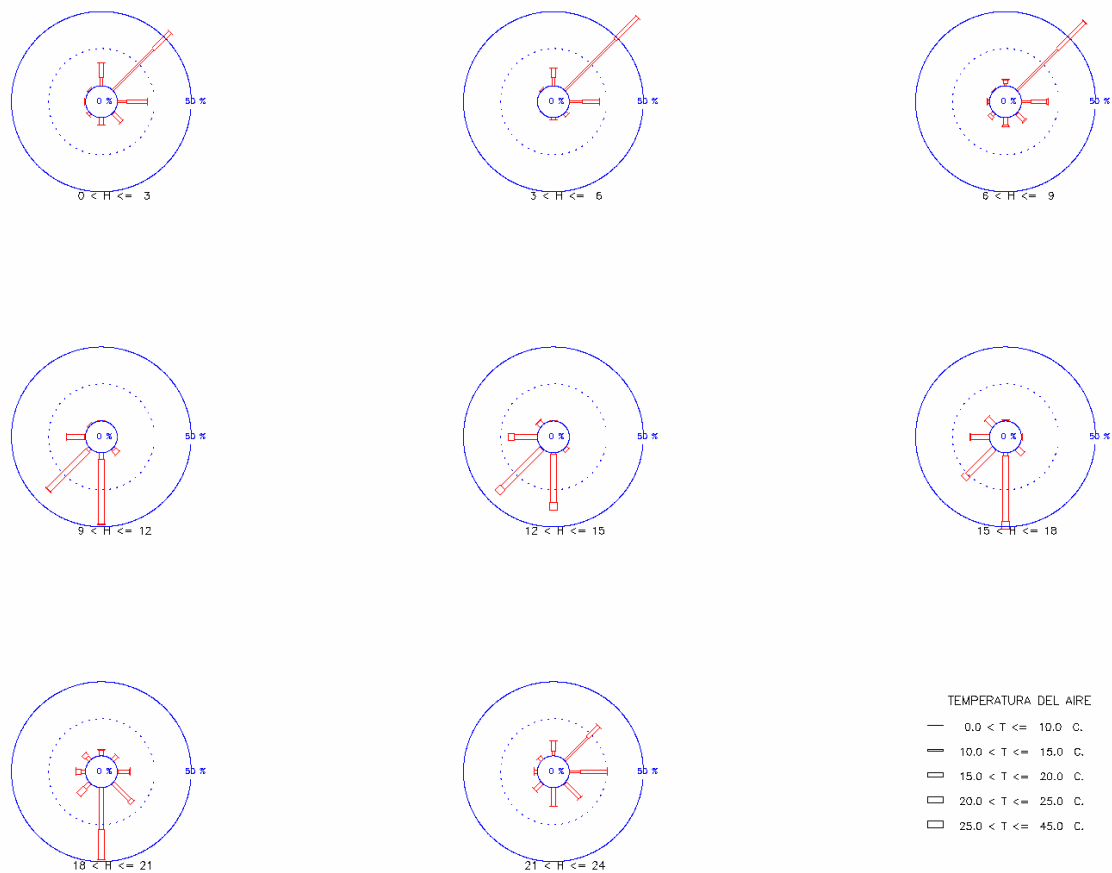 0 % 50 %
0 < H <= 3
0 % 50 %
3 < H <= 6
0 % 50 %
6 < H <= 9
0 % 50 %
9 < H <= 12
0 % 50 %
12 < H <= 15
0 % 50 %
15 < H <= 18
0 % 50 %
18 < H <= 21
0 % 50 %
21 < H <= 24
TEMPERATURA DEL AIRE
0.0 < T <= 10.0 C.
10.0 < T <= 15.0 C.
15.0 < T <= 20.0 C.
20.0 < T <= 25.0 C.
25.0 < T <= 45.0 C.